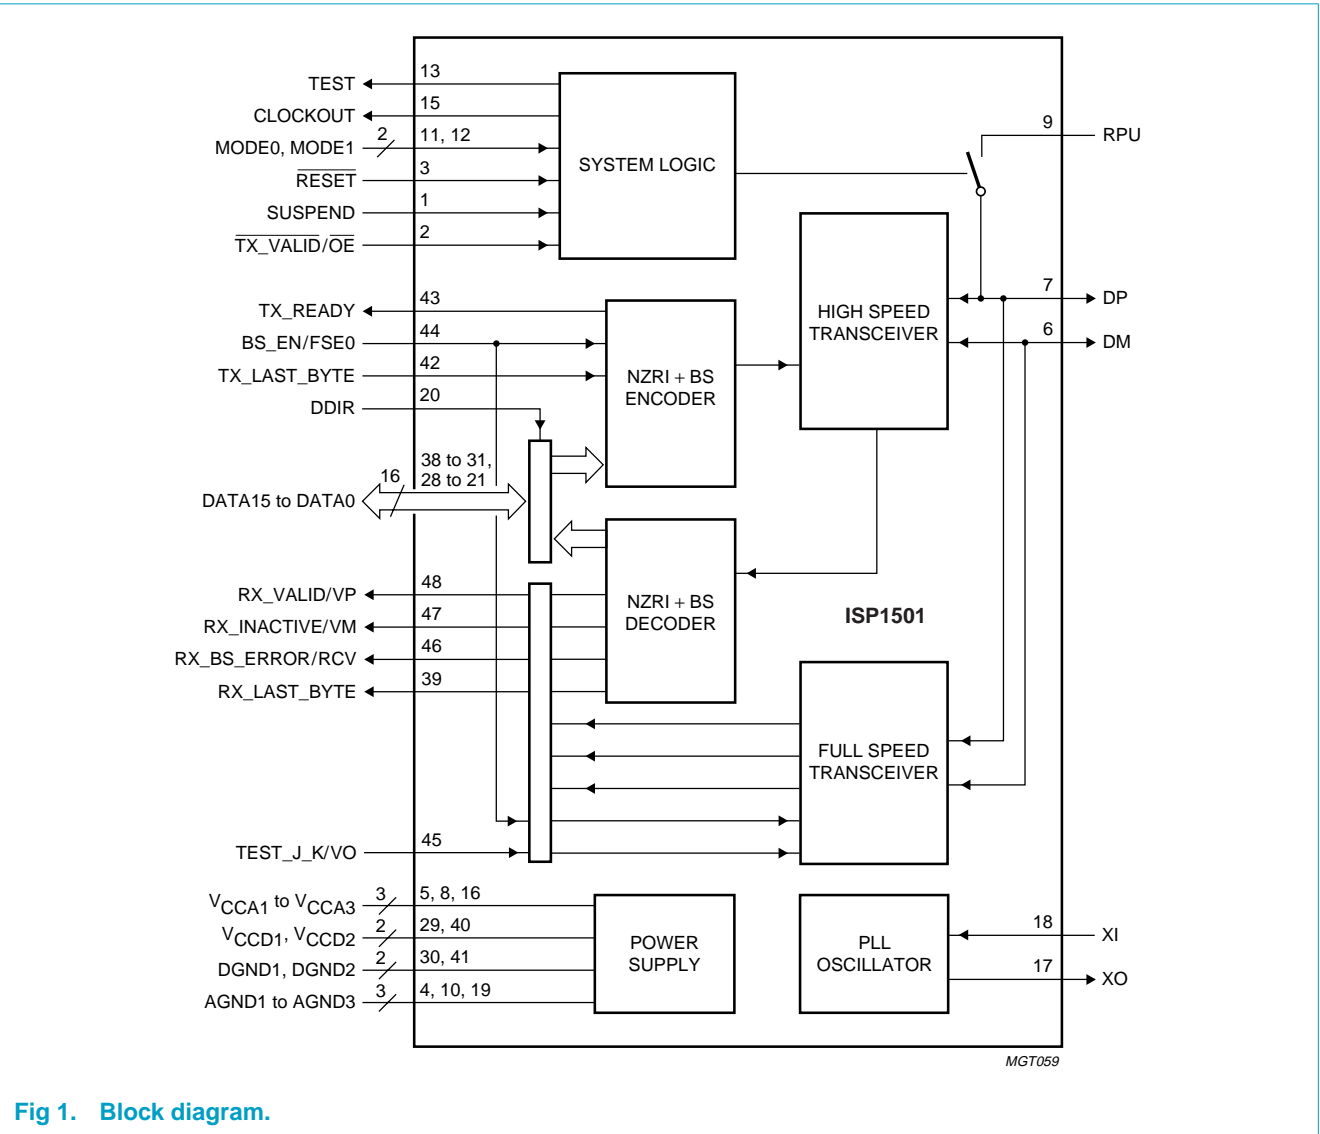 TEST 13
CLOCKOUT 15
MODE0, MODE1 2 11, 12
RESET 3
SUSPEND 1
TX_VALID/OE 2
SYSTEM LOGIC
9 RPU
TX_READY 43
BS_EN/FSE0 44
TX_LAST_BYTE 42
DDIR 20
NZRI + BS
ENCODER
HIGH SPEED
TRANSCEIVER
7 DP
6 DM
DATA15 to DATA0 16
38 to 31,
28 to 21
RX_VALID/VP 48
RX_INACTIVE/VM 47
RX_BS_ERROR/RCV 46
RX_LAST_BYTE 39
NZRI + BS
DECODER
ISP1501
FULL SPEED
TRANSCEIVER
TEST_J_K/VO 45
VCCA1 to VCCA3 3 5, 8, 16
VCCD1, VCCD2 2 29, 40
DGND1, DGND2 2 30, 41
AGND1 to AGND3 3 4, 10, 19
POWER
SUPPLY
PLL
OSCILLATOR
18 XI
17 XO
MGT059
Fig 1. Block diagram.